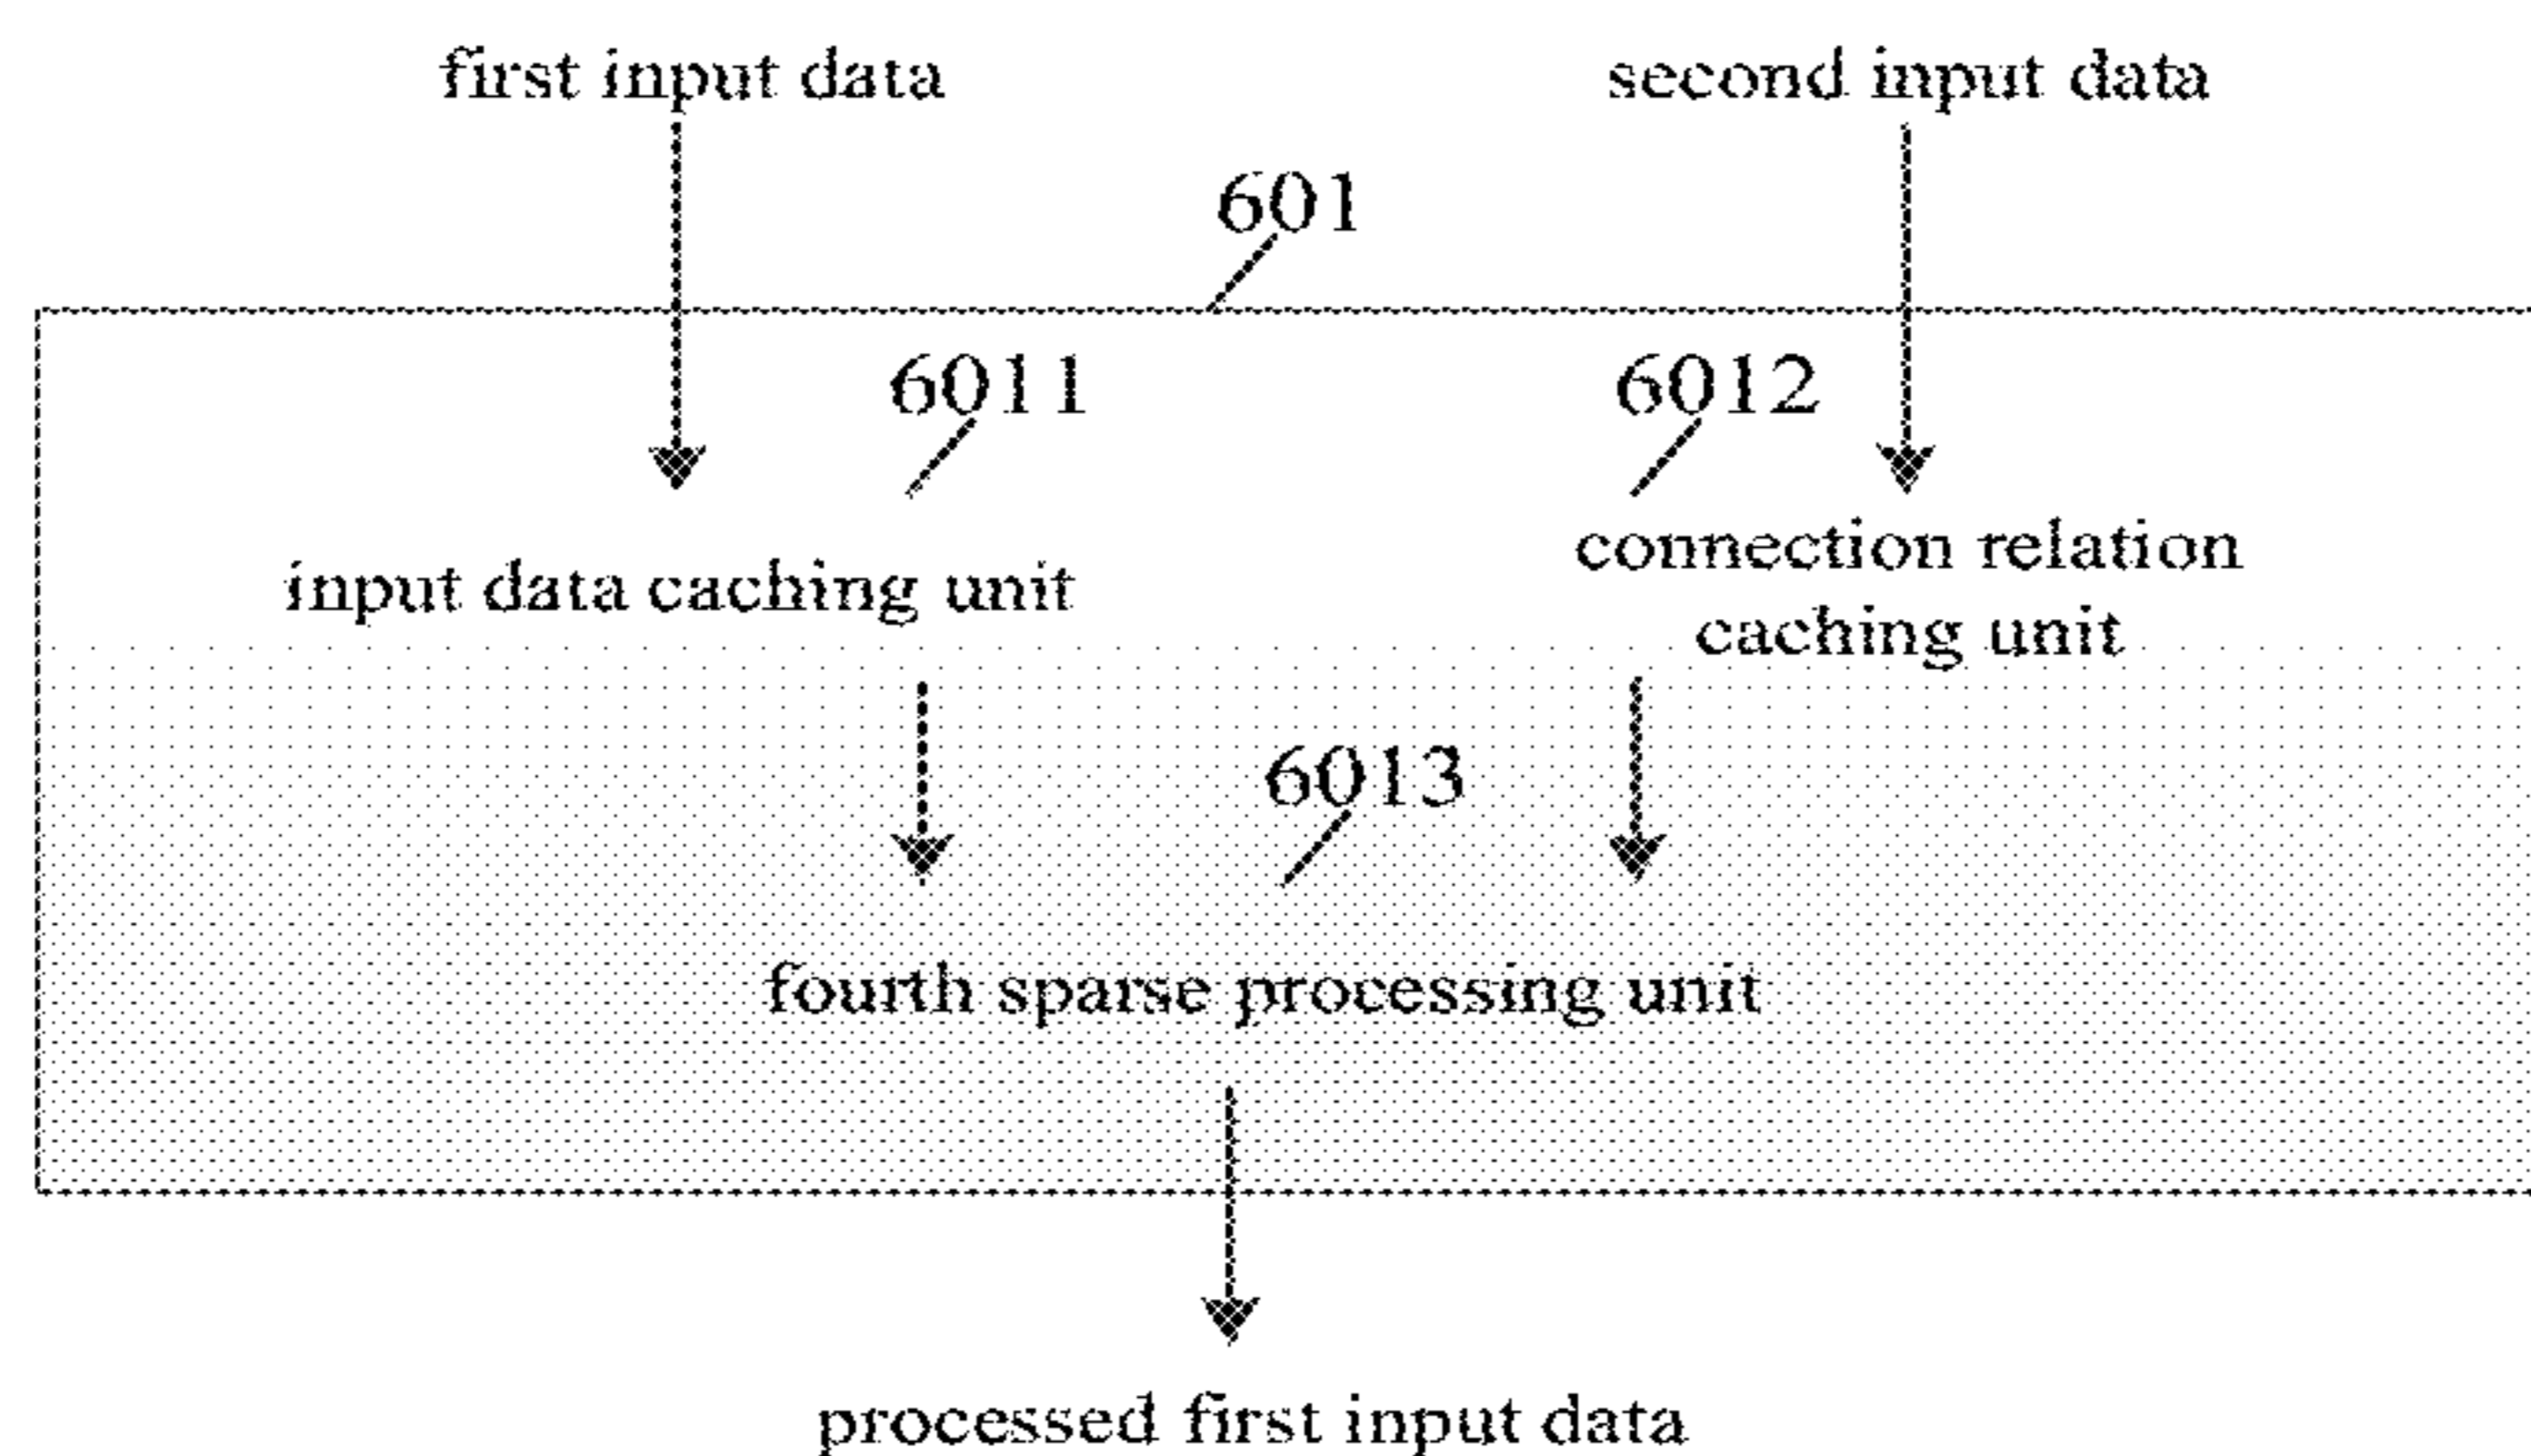 first input data
second input data
601
6011
6012
input data caching unit
connection relation
caching unit
6013
fourth sparse processing unit
processed first input data